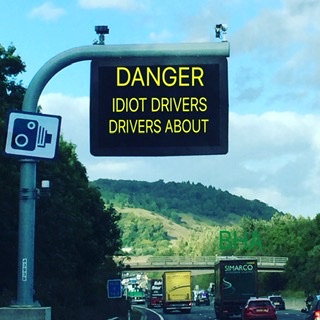 DANGER
IDIOT DRIVERS
DRIVERS ABOUT
SIMARCO